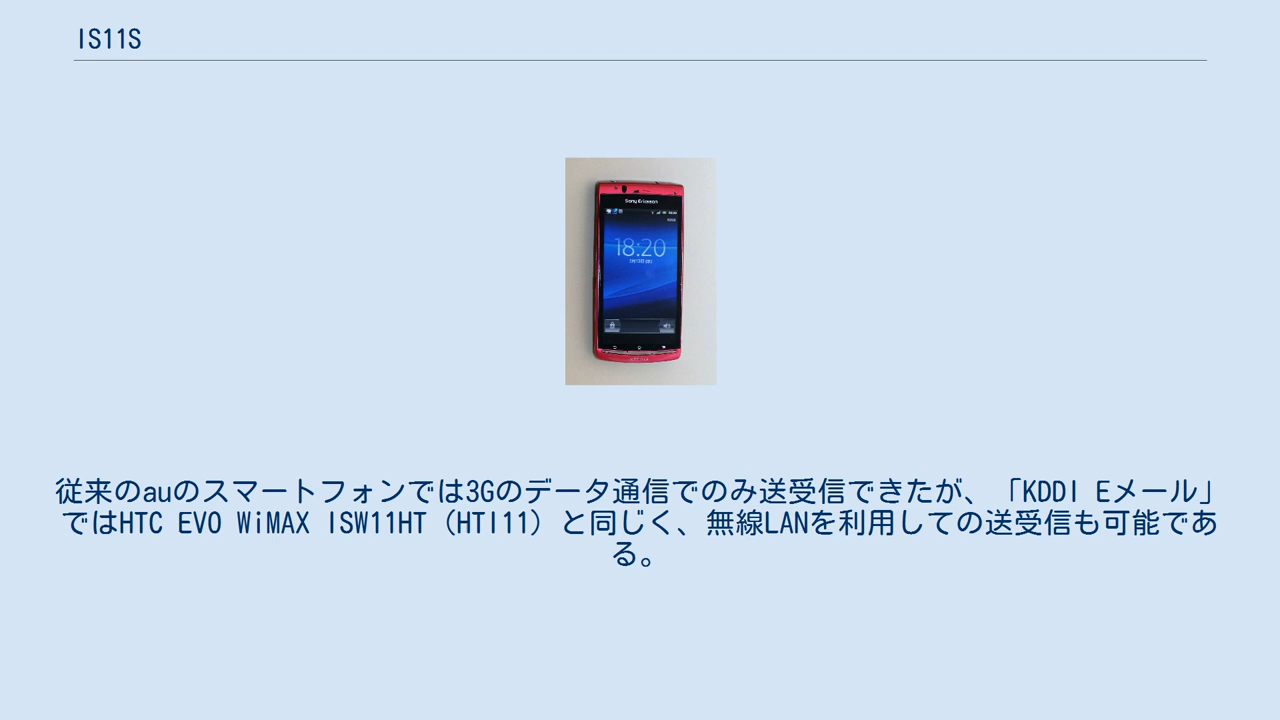 IS11S
Sony Ericsson
18:20
従来のauのスマートフォンでは3Gのデータ通信でのみ送受信できたが、「KDDI Eメール」
ではHTC EVO WiMAX ISW11HT（HTI11）と同じく、無線LANを利用しての送受信も可能であ
る。